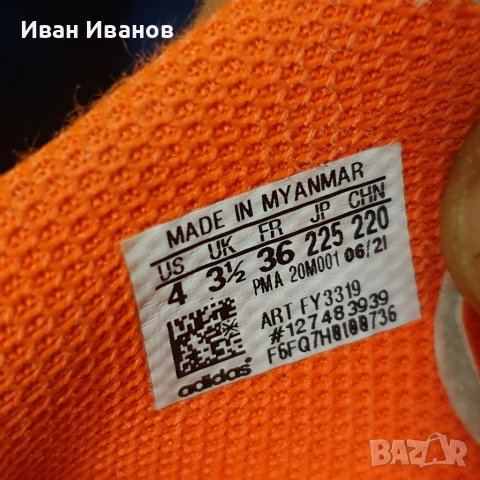 Иван Иванов
MADE IN MYANMAR
US UK FR JP CHN
4 3½ 36 225 220
PMA 20M001 06/21
ART FY3319
#127483939
adidas
BAZAR